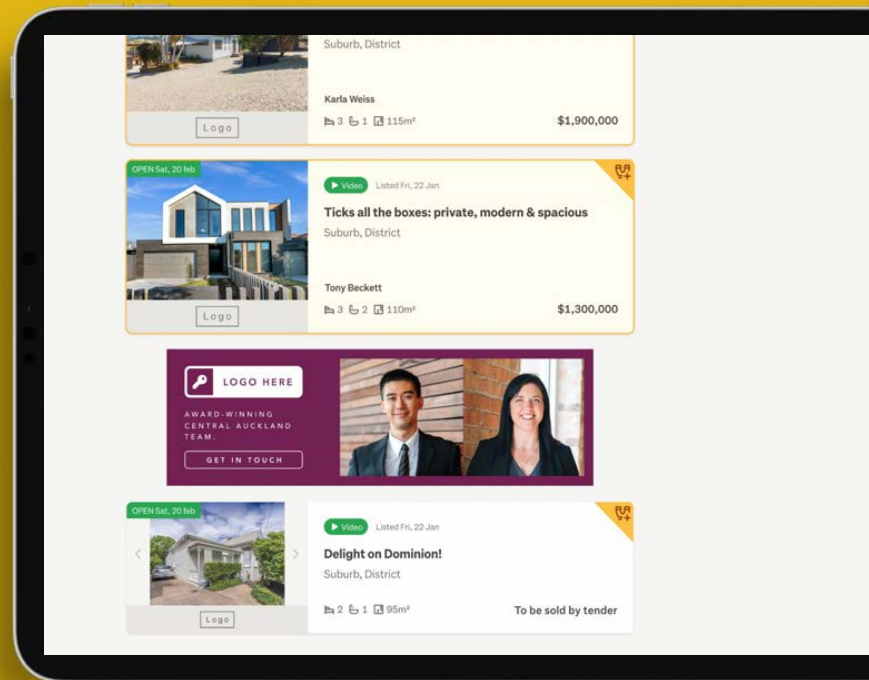 Suburb, District
Karla Weiss
3 1 115m²
$1,900,000
Logo
OPEN Sat, 20 feb
Video Listed Fri, 22 Jan
Ticks all the boxes: private, modern & spacious
Suburb, District
Tony Beckett
3 2 110m²
$1,300,000
Logo
LOGO HERE
AWARD-WINNING
CENTRAL AUCKLAND
TEAM.
GET IN TOUCH
OPEN Sat, 20 feb
Video Listed Fri, 22 Jan
Delight on Dominion!
Suburb, District
2 1 95m²
To be sold by tender
Logo